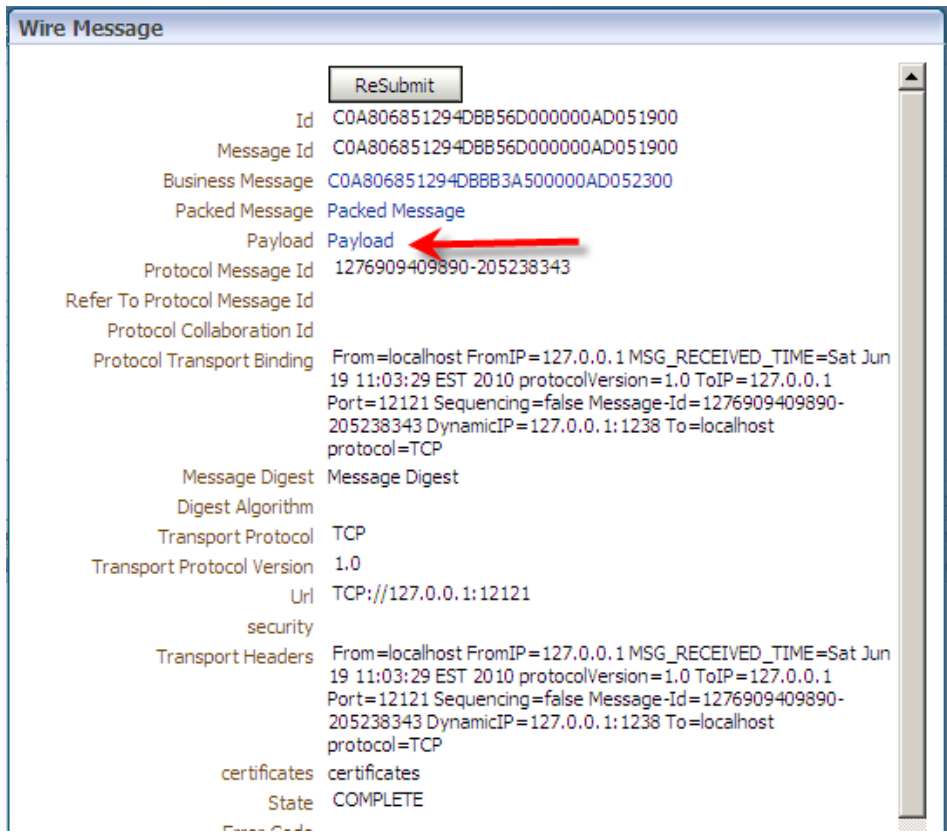 Wire Message
ReSubmit
Id C0A806851294DBB56D000000AD051900
Message Id C0A806851294DBB56D000000AD051900
Business Message C0A806851294DBBB3A500000AD052300
Packed Message Packed Message
Payload Payload
Protocol Message Id 1276909409890-205238343
Refer To Protocol Message Id
Protocol Collaboration Id
Protocol Transport Binding From=localhost FromIP=127.0.0.1 MSG_RECEIVED_TIME=Sat Jun
19 11:03:29 EST 2010 protocolVersion=1.0 ToIP=127.0.0.1
Port=12121 Sequencing=false Message-Id=1276909409890-
205238343 DynamicIP=127.0.0.1:1238 To=localhost
protocol=TCP
Message Digest Message Digest
Digest Algorithm
Transport Protocol TCP
Transport Protocol Version 1.0
Url TCP://127.0.0.1:12121
security
Transport Headers From=localhost FromIP=127.0.0.1 MSG_RECEIVED_TIME=Sat Jun
19 11:03:29 EST 2010 protocolVersion=1.0 ToIP=127.0.0.1
Port=12121 Sequencing=false Message-Id=1276909409890-
205238343 DynamicIP=127.0.0.1:1238 To=localhost
protocol=TCP
certificates certificates
State COMPLETE
Error Code